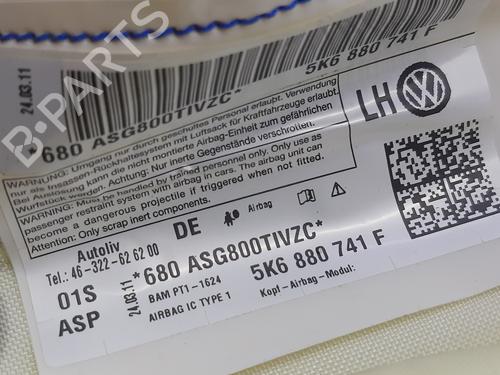 24.03.11
*680 ASG800TIVZC*
5K6 880 741 F
LH
WARNUNG: Umgang nur durch geschultes Personal erlaubt. Verwendung
nur als Insassen-Rückhaltesystem mit Luftsack für Kraftfahrzeuge erlaubt.
Bei Auslösung kann die nicht montierte Airbag-Einheit zum gefährlichen
Wurfstück werden. Achtung: Nur inerte Gegenstände verschrotten.
WARNING: Must be handled by trained personnel only. Only use as
passenger restraint system with airbag in cars. The airbag unit can
become a dangerous projectile if triggered when not fitted.
Attention: Only scrap inert components.
Autoliv
Tel.: 46-322-62 62 00
DE
Airbag
01S
ASP
24.03.11
*680 ASG800TIVZC*
BAM PT1-1624
AIRBAG IC TYPE 1
5K6 880 741 F
Kopf-Airbag-Modul:
B-PARTS